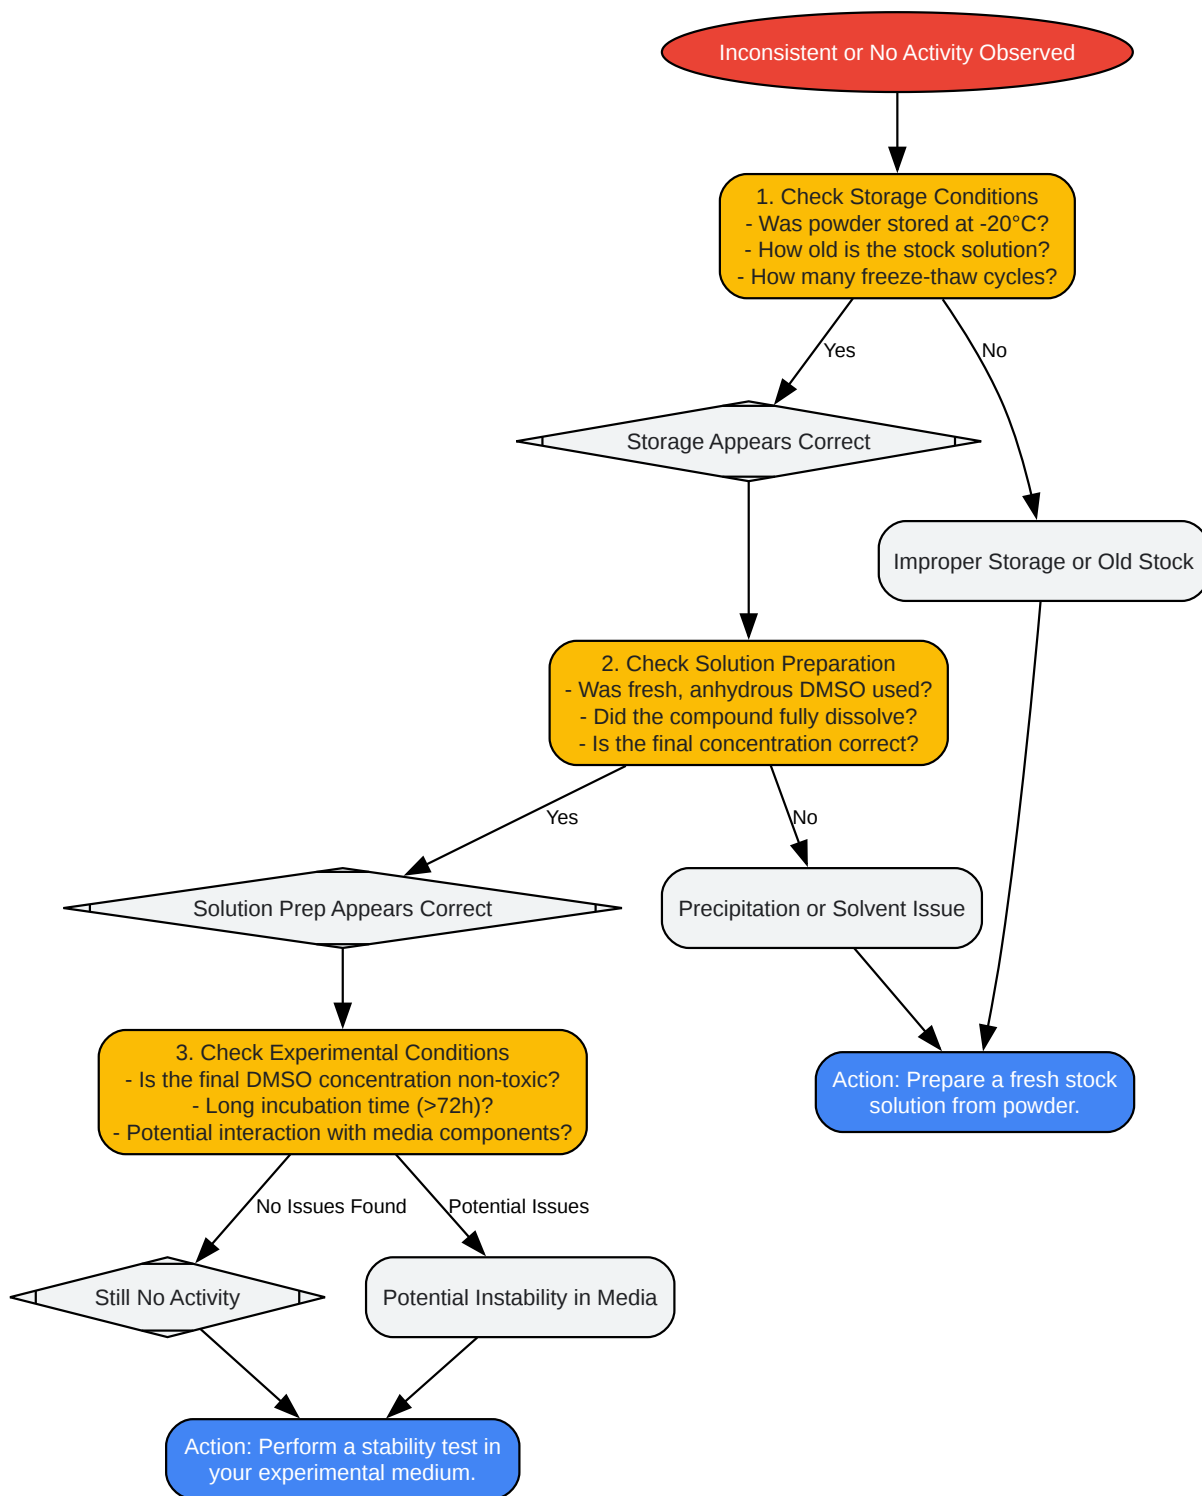 Inconsistent or No Activity Observed
1. Check Storage Conditions
- Was powder stored at -20°C?
- How old is the stock solution?
- How many freeze-thaw cycles?
Yes
No
Storage Appears Correct
Improper Storage or Old Stock
2. Check Solution Preparation
- Was fresh, anhydrous DMSO used?
- Did the compound fully dissolve?
- Is the final concentration correct?
Yes
No
Solution Prep Appears Correct
Precipitation or Solvent Issue
3. Check Experimental Conditions
- Is the final DMSO concentration non-toxic?
- Long incubation time (>72h)?
- Potential interaction with media components?
Action: Prepare a fresh stock
solution from powder.
No Issues Found
Potential Issues
Still No Activity
Potential Instability in Media
Action: Perform a stability test in
your experimental medium.